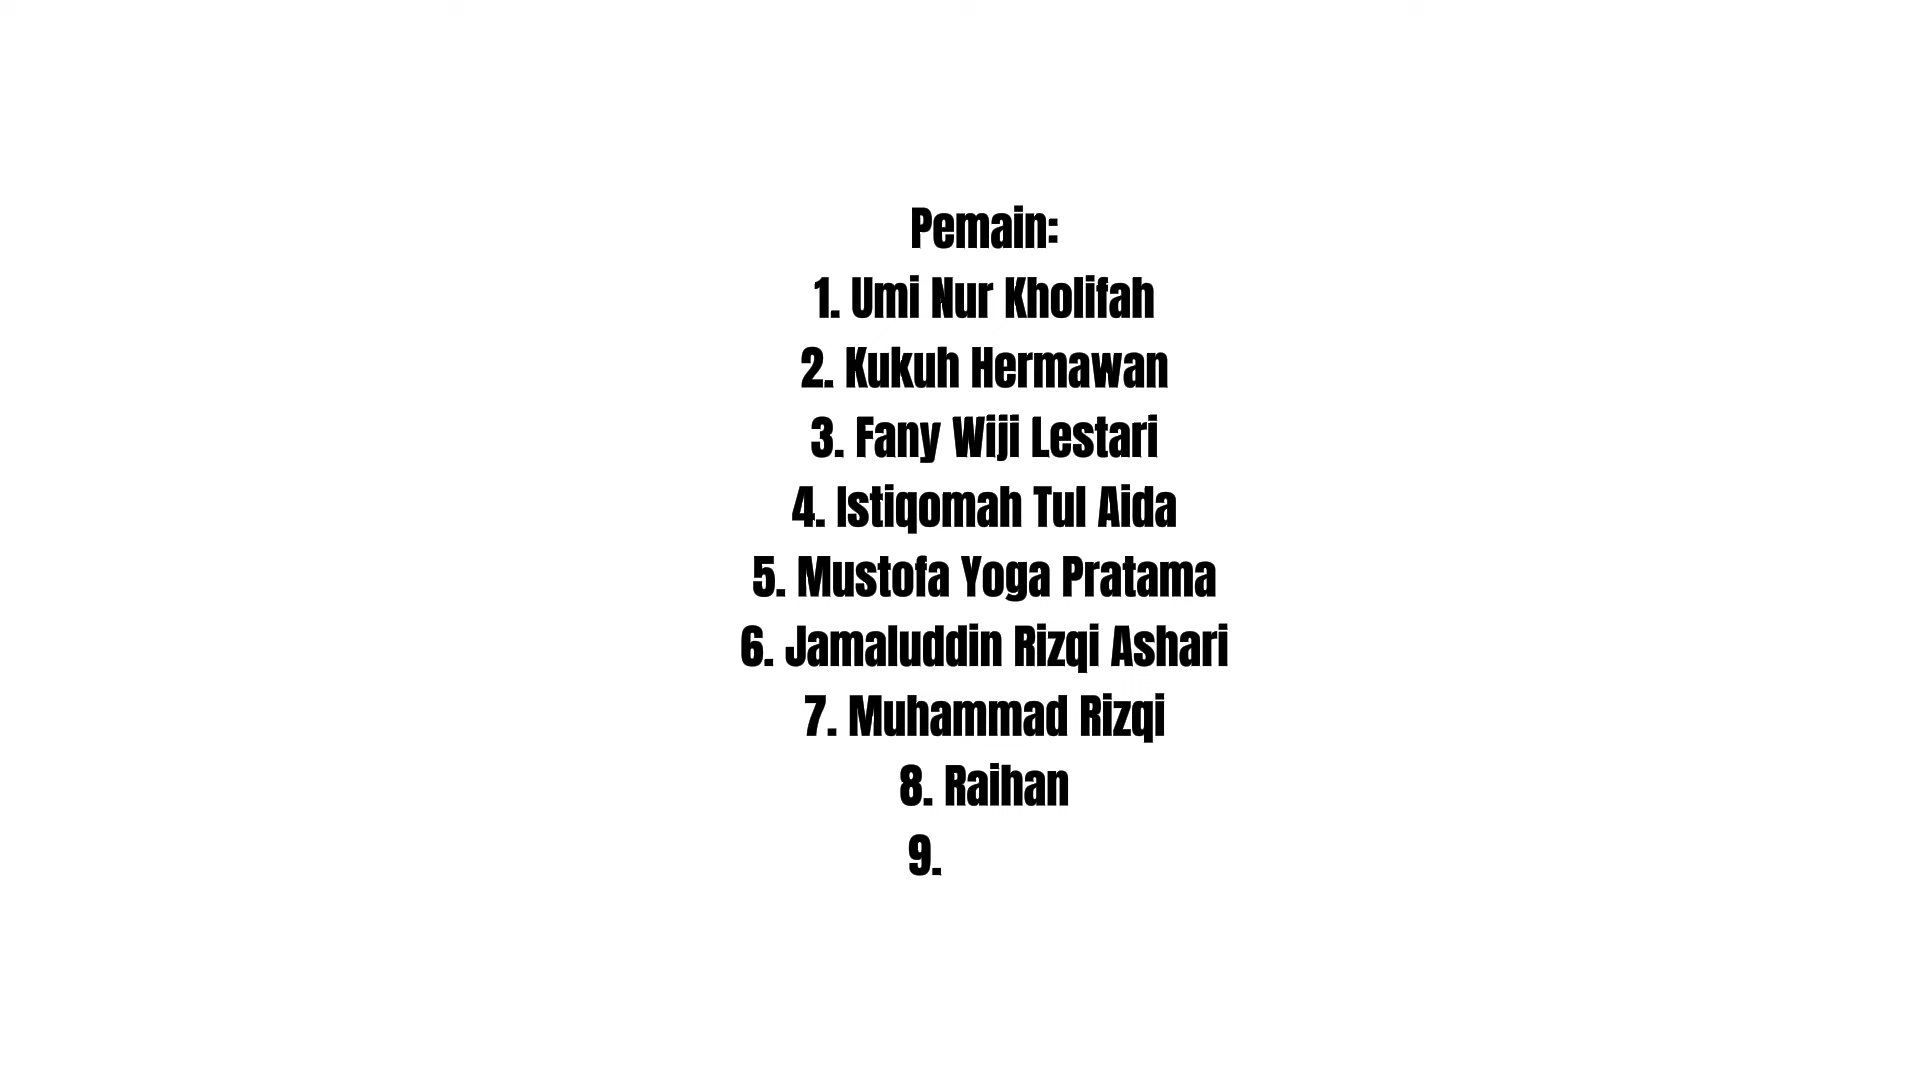 Pemain:
1. Umi Nur Kholifah
2. Kukuh Hermawan
3. Fany Wiji Lestari
4. Istiqomah Tul Aida
5. Mustofa Yoga Pratama
6. Jamaluddin Rizqi Ashari
7. Muhammad Rizqi
8. Raihan
9.